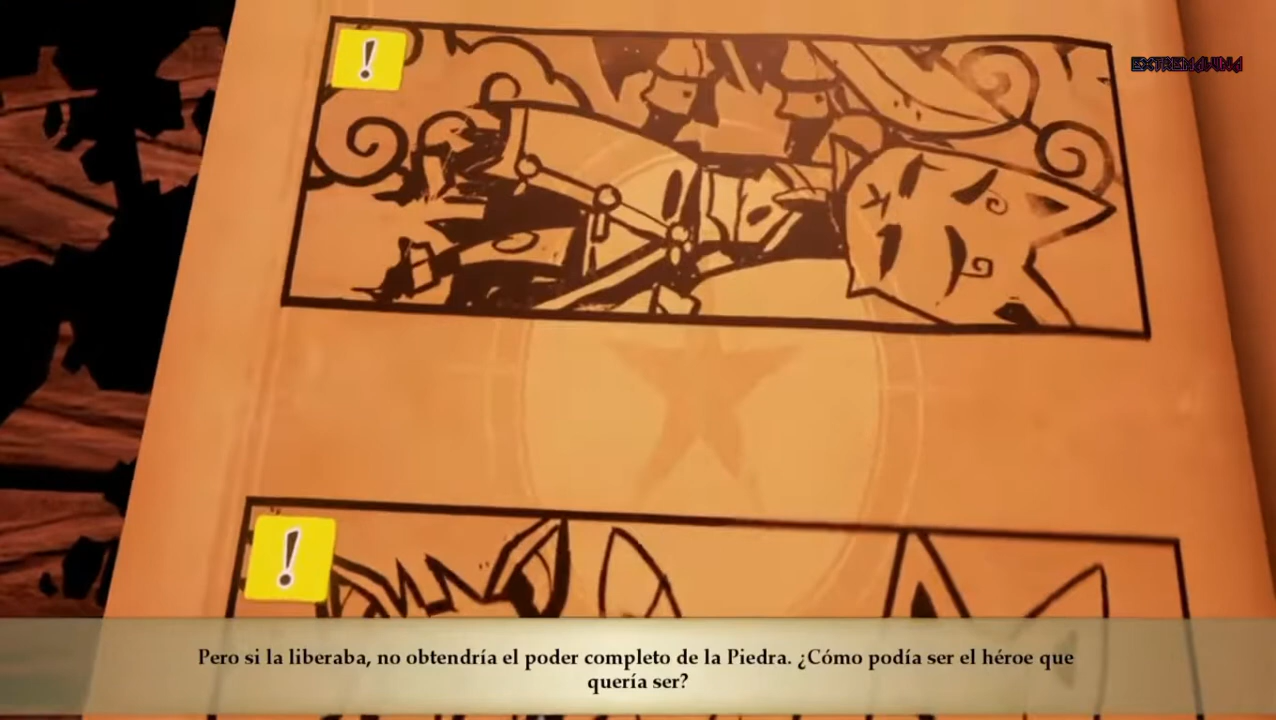 !
EXTREMAVIDA
!
Pero si la liberaba, no obtendría el poder completo de la Piedra. ¿Cómo podía ser el héroe que
quería ser?